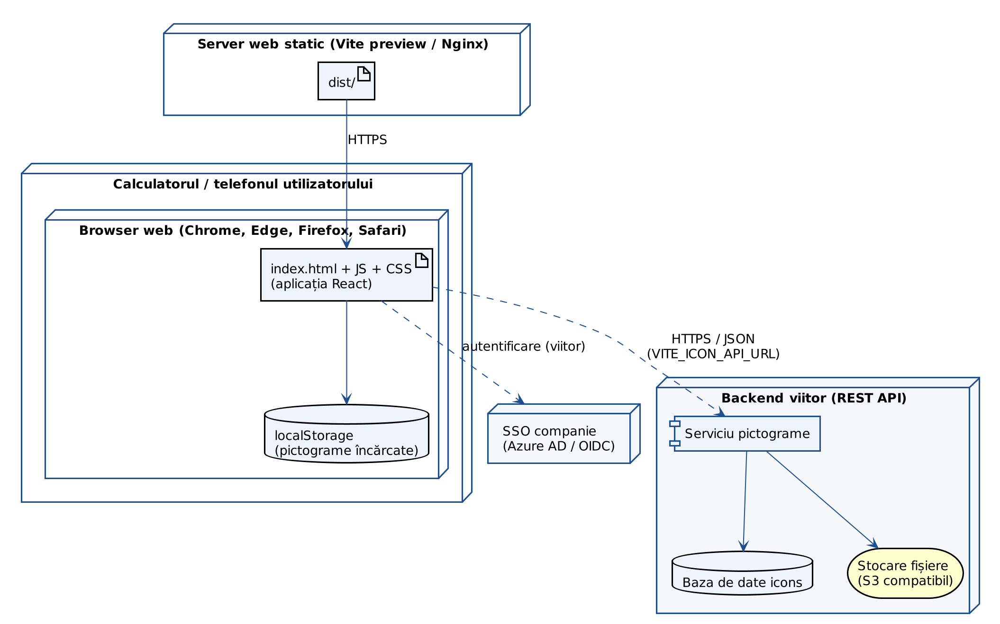 Server web static (Vite preview / Nginx)
dist/
HTTPS
Calculatorul / telefonul utilizatorului
Browser web (Chrome, Edge, Firefox, Safari)
index.html + JS + CSS
(aplicația React)
autentificare (viitor)
HTTPS / JSON
(VITE_ICON_API_URL)
localStorage
(pictograme încărcate)
SSO companie
(Azure AD / OIDC)
Backend viitor (REST API)
Serviciu pictograme
Baza de date icons
Stocare fișiere
(S3 compatibil)